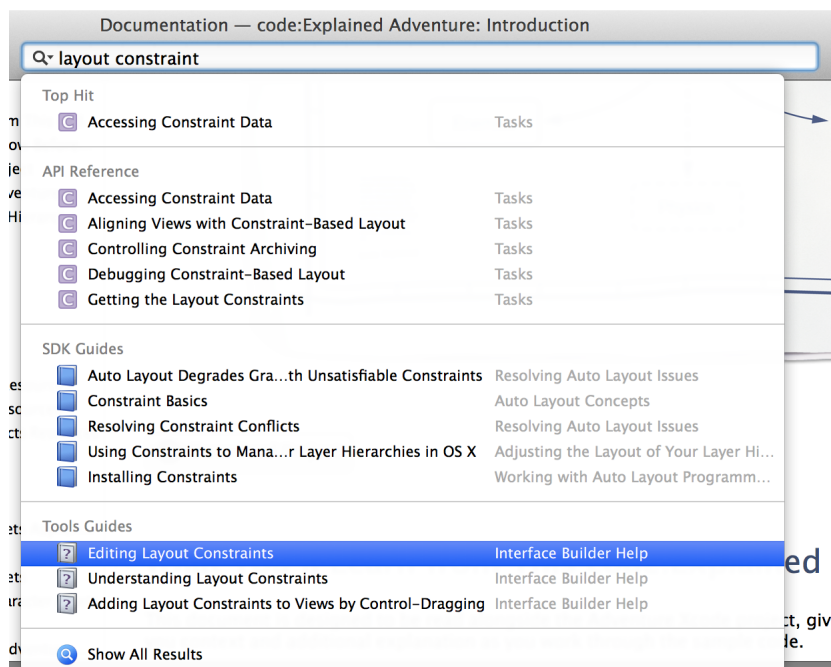 Documentation — code:Explained Adventure: Introduction
layout constraint
Top Hit
Accessing Constraint Data Tasks
API Reference
Accessing Constraint Data Tasks
Aligning Views with Constraint-Based Layout Tasks
Controlling Constraint Archiving Tasks
Debugging Constraint-Based Layout Tasks
Getting the Layout Constraints Tasks
SDK Guides
Auto Layout Degrades Gra...th Unsatisfiable Constraints Resolving Auto Layout Issues
Constraint Basics Auto Layout Concepts
Resolving Constraint Conflicts Resolving Auto Layout Issues
Using Constraints to Mana...r Layer Hierarchies in OS X Adjusting the Layout of Your Layer Hi...
Installing Constraints Working with Auto Layout Programm...
Tools Guides
Editing Layout Constraints Interface Builder Help
Understanding Layout Constraints Interface Builder Help
Adding Layout Constraints to Views by Control-Dragging Interface Builder Help
Show All Results